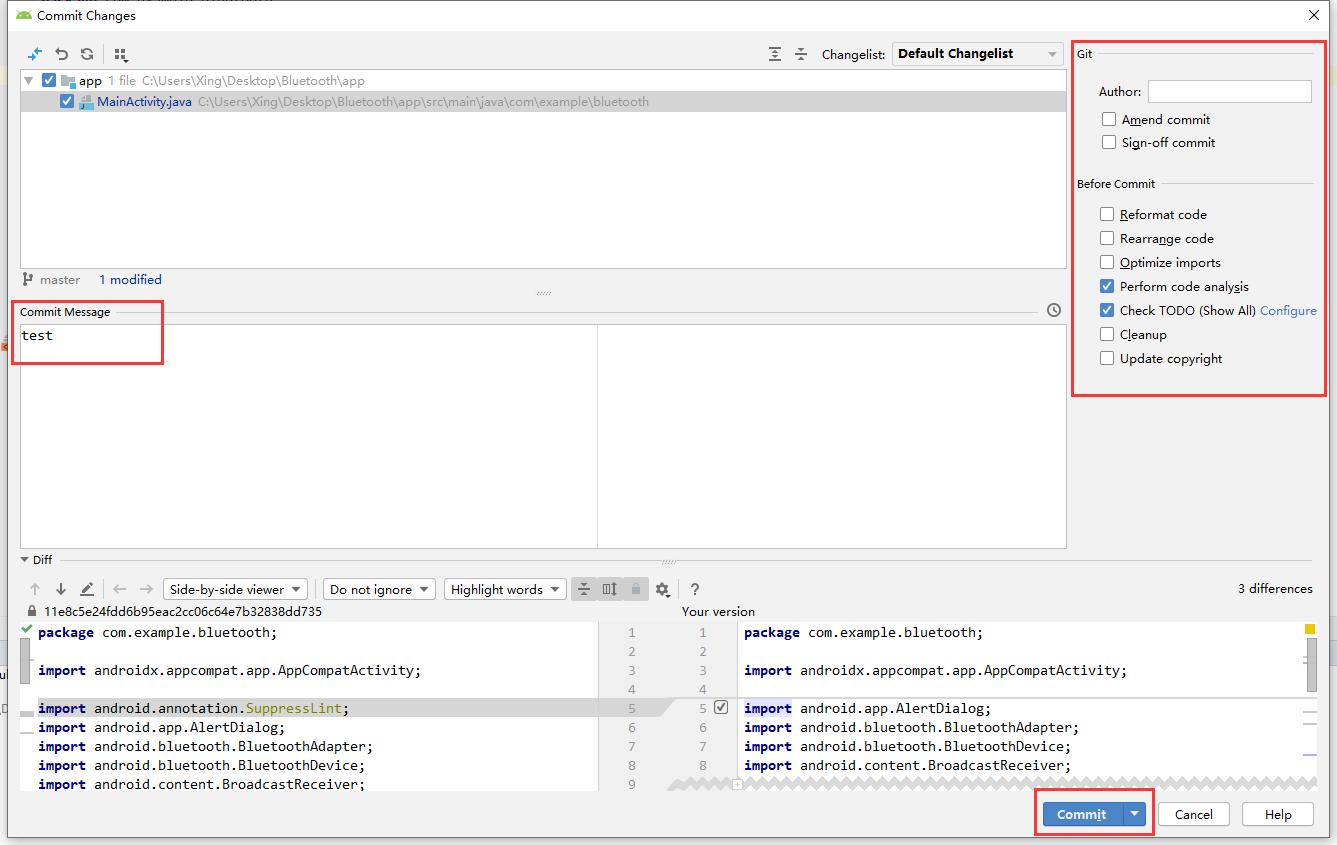 Commit Changes
Changelist: Default Changelist
app 1 file C:\Users\Xing\Desktop\Bluetooth\app
MainActivity.java C:\Users\Xing\Desktop\Bluetooth\app\src\main\java\com\example\bluetooth
master 1 modified
Commit Message
test
Git
Author:
Amend commit
Sign-off commit
Before Commit
Reformat code
Rearrange code
Optimize imports
Perform code analysis
Check TODO (Show All) Configure
Cleanup
Update copyright
Diff
Side-by-side viewer Do not ignore Highlight words ? 3 differences
11e8c5e24fdd6b95eac2cc06c64e7b32838dd735 Your version
package com.example.bluetooth; 1 1 package com.example.bluetooth;
2 2
import androidx.appcompat.app.AppCompatActivity; 3 3 import androidx.appcompat.app.AppCompatActivity;
4 4
import android.annotation.SuppressLint; 5 5 import android.app.AlertDialog;
import android.app.AlertDialog; 6 6 import android.bluetooth.BluetoothAdapter;
import android.bluetooth.BluetoothAdapter; 7 7 import android.bluetooth.BluetoothDevice;
import android.bluetooth.BluetoothDevice; 8 8 import android.content.BroadcastReceiver;
import android.content.BroadcastReceiver; 9
Commit Cancel Help